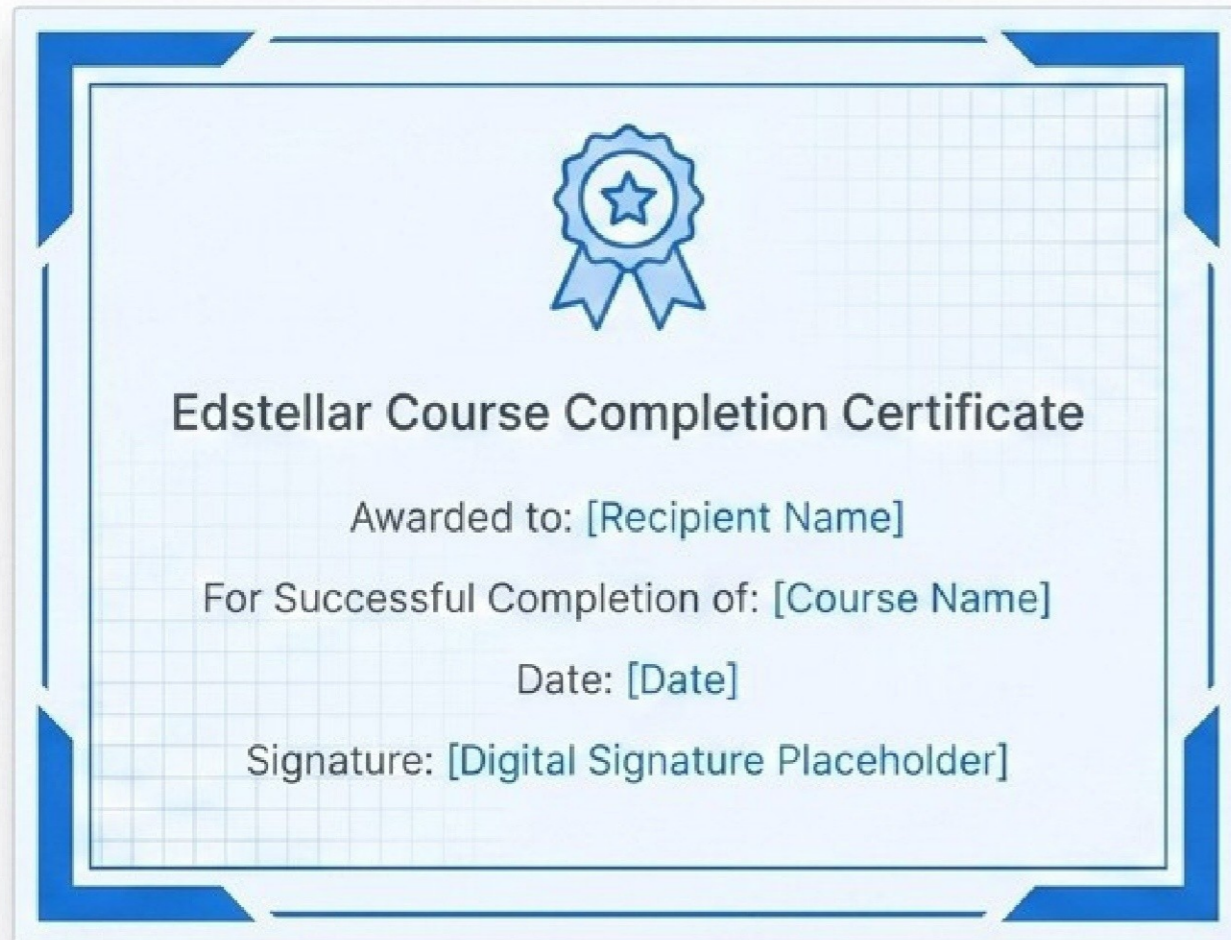 Edstellar Course Completion Certificate
Awarded to: [Recipient Name]
For Successful Completion of: [Course Name]
Date: [Date]
Signature: [Digital Signature Placeholder]